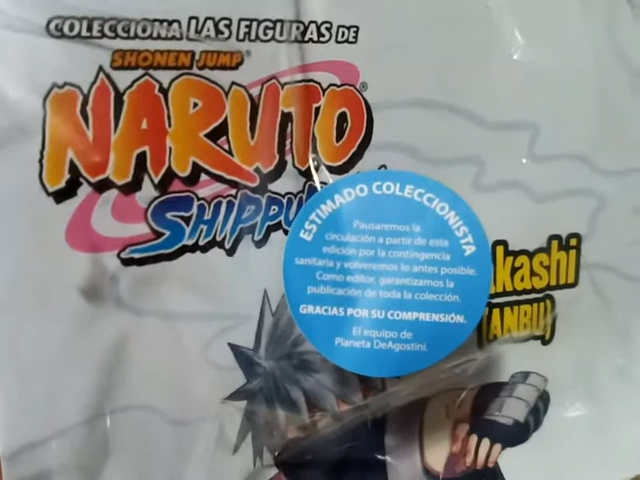 COLECCIONA LAS FIGURAS DE
SHONEN JUMP
NARUTO®
SHIPPU
ESTIMADO COLECCIONISTA
Pausaremos la
circulación a partir de esta
edición por la contingencia
sanitaria y volveremos lo antes posible.
Como editor, garantizamos la
publicación de toda la colección.
GRACIAS POR SU COMPRENSIÓN.
El equipo de
Planeta DeAgostini.
kashi
(ANBU)